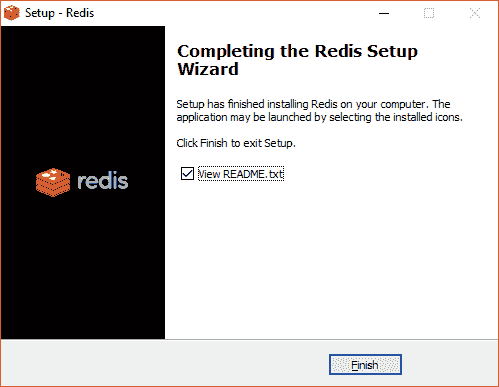 Setup - Redis
Completing the Redis Setup
Wizard
Setup has finished installing Redis on your computer. The
application may be launched by selecting the installed icons.
Click Finish to exit Setup.
View README.txt
redis
Finish